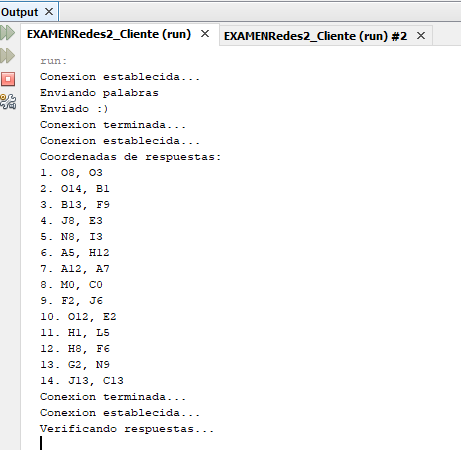 Output ×
EXAMENRedes2_Cliente (run) × EXAMENRedes2_Cliente (run) #2 ×
run:
Conexion establecida...
Enviando palabras
Enviado :)
Conexion terminada...
Conexion establecida...
Coordenadas de respuestas:
1. O8, O3
2. O14, B1
3. B13, F9
4. J8, E3
5. N8, I3
6. A5, H12
7. A12, A7
8. M0, C0
9. F2, J6
10. O12, E2
11. H1, L5
12. H8, F6
13. G2, N9
14. J13, C13
Conexion terminada...
Conexion establecida...
Verificando respuestas...